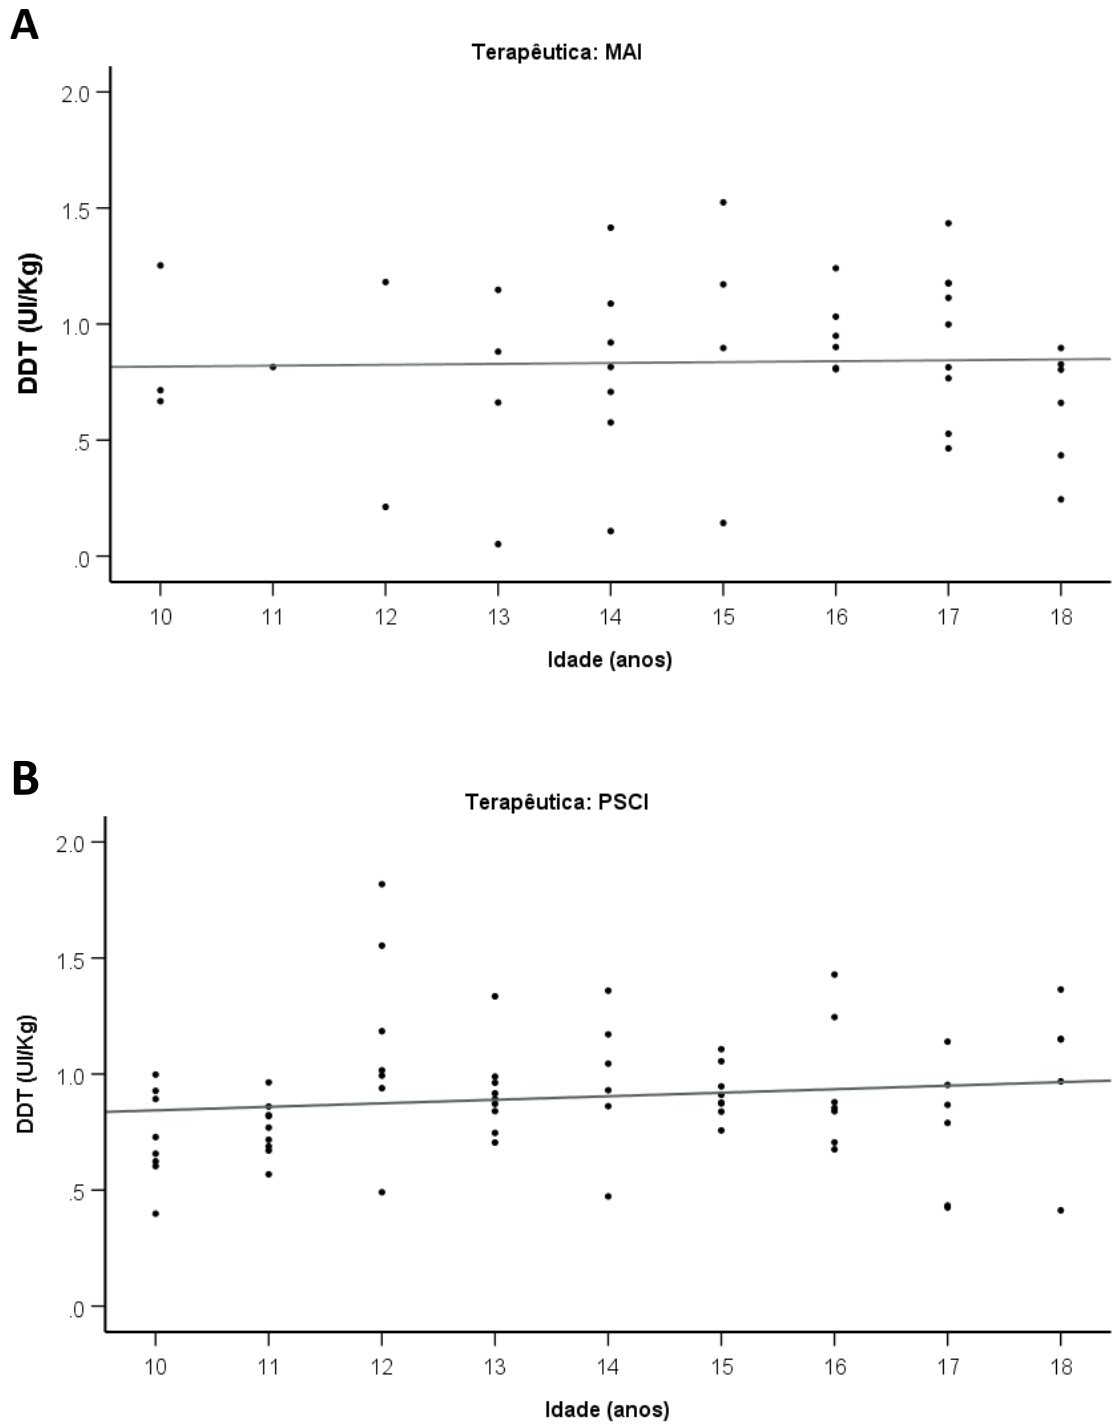 A
Terapêutica: MAI
2.0
1.5
1.0
.5
.0
DDT (UI/Kg)
10 11 12 13 14 15 16 17 18
Idade (anos)
B
Terapêutica: PSCI
2.0
1.5
1.0
.5
.0
DDT (UI/Kg)
10 11 12 13 14 15 16 17 18
Idade (anos)